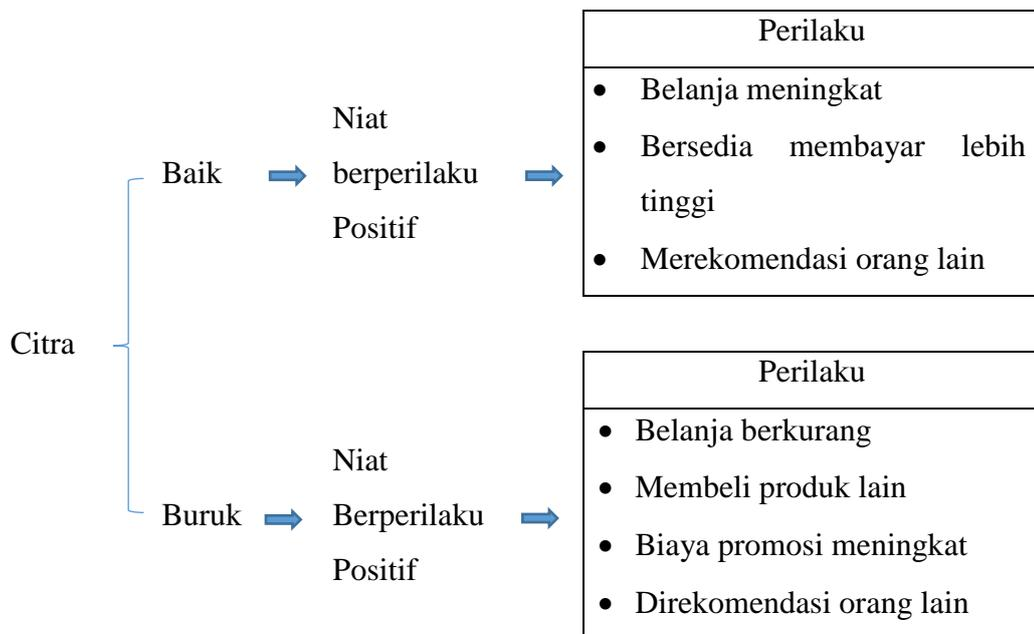 Citra
Baik
Niat
berperilaku
Positif
Perilaku
• Belanja meningkat
• Bersedia membayar lebih
tinggi
• Merekomendasi orang lain
Buruk
Niat
Berperilaku
Positif
Perilaku
• Belanja berkurang
• Membeli produk lain
• Biaya promosi meningkat
• Direkomendasi orang lain